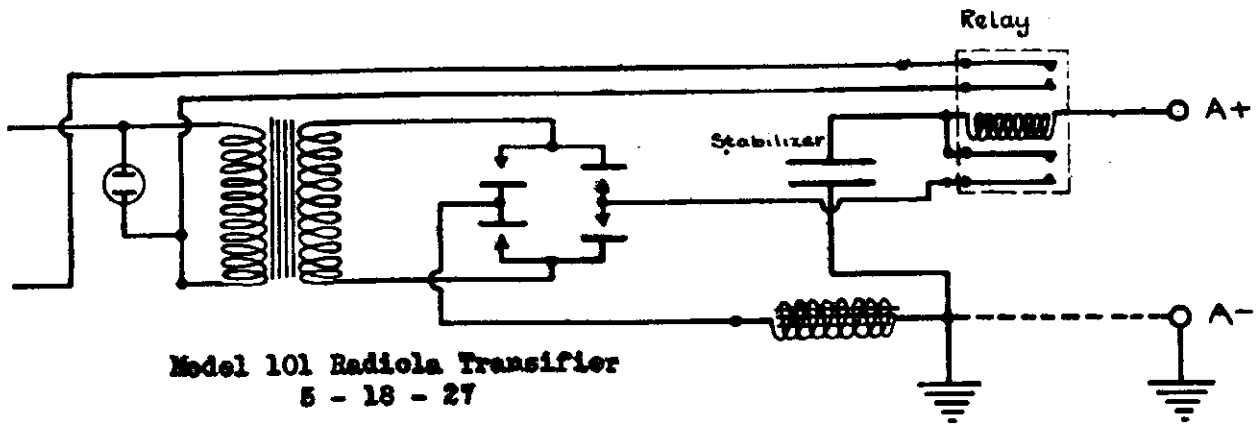 Relay
A+
Stabilizer
A-
Model 101 Radiola Transifier
5 - 18 - 27